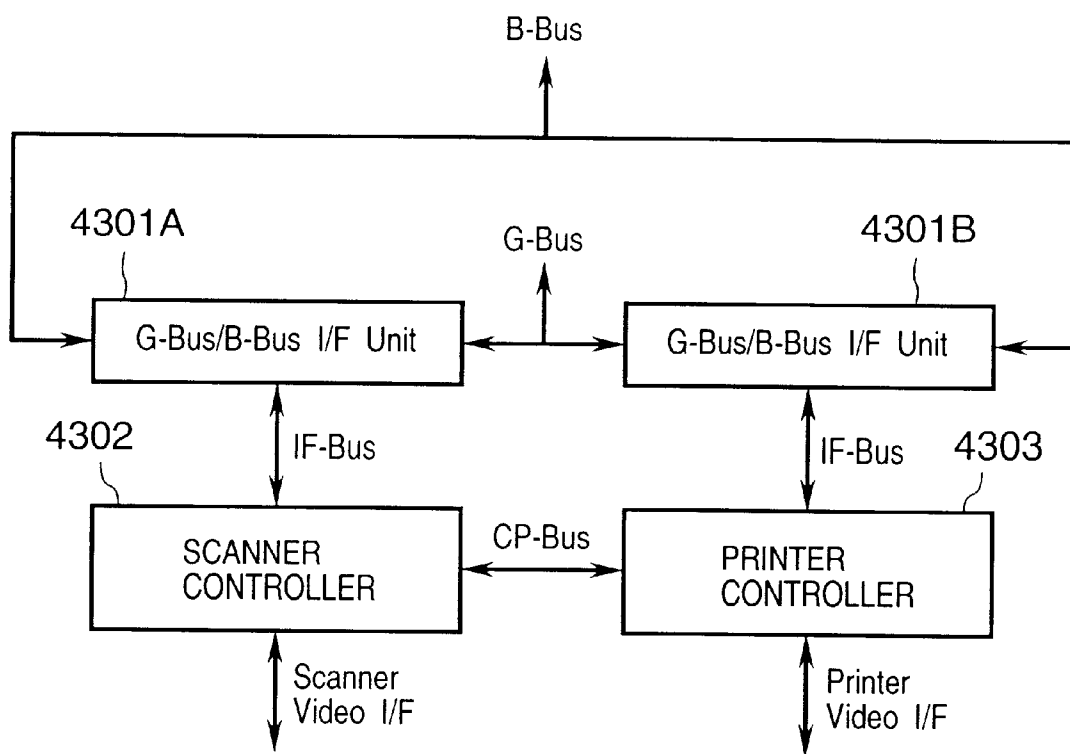 B-Bus
4301A
G-Bus
4301B
G-Bus/B-Bus I/F Unit
G-Bus/B-Bus I/F Unit
4302
IF-Bus
IF-Bus
4303
SCANNER
CONTROLLER
CP-Bus
PRINTER
CONTROLLER
Scanner
Video I/F
Printer
Video I/F